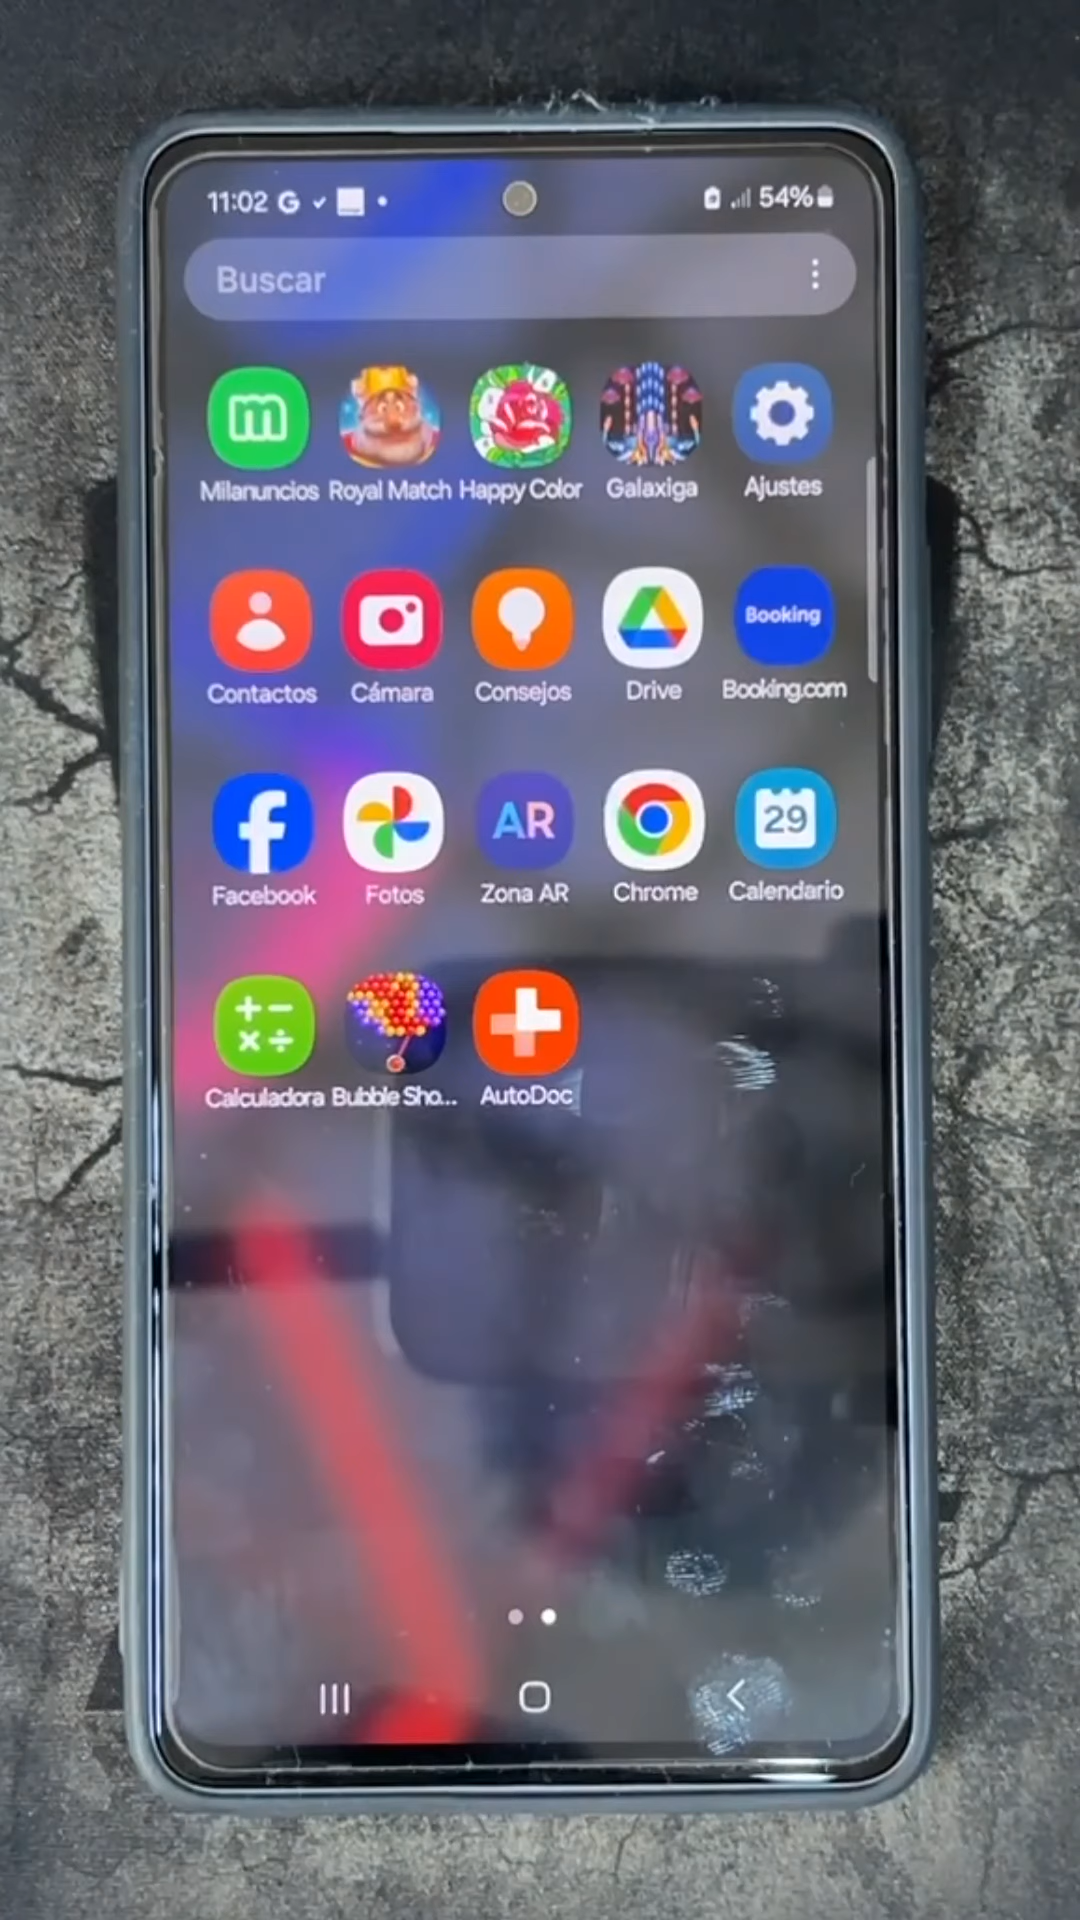 11:02 G 54%
Buscar
m
Milanuncios Royal Match Happy Color Galaxiga Ajustes
Booking
Contactos Cámara Consejos Drive Booking.com
f AR 29
Facebook Fotos Zona AR Chrome Calendario
+ − × ÷
Calculadora Bubble Sho... AutoDoc